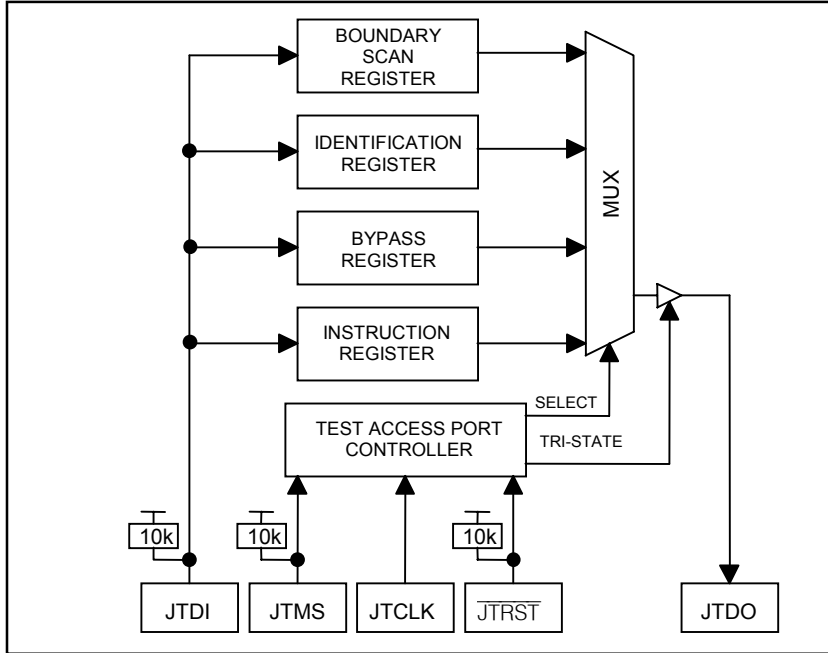 BOUNDARY
SCAN
REGISTER
IDENTIFICATION
REGISTER
MUX
BYPASS
REGISTER
INSTRUCTION
REGISTER
SELECT
TEST ACCESS PORT
CONTROLLER
TRI-STATE
10k
10k
10k
JTDI
JTMS
JTCLK
JTRST
JTDO